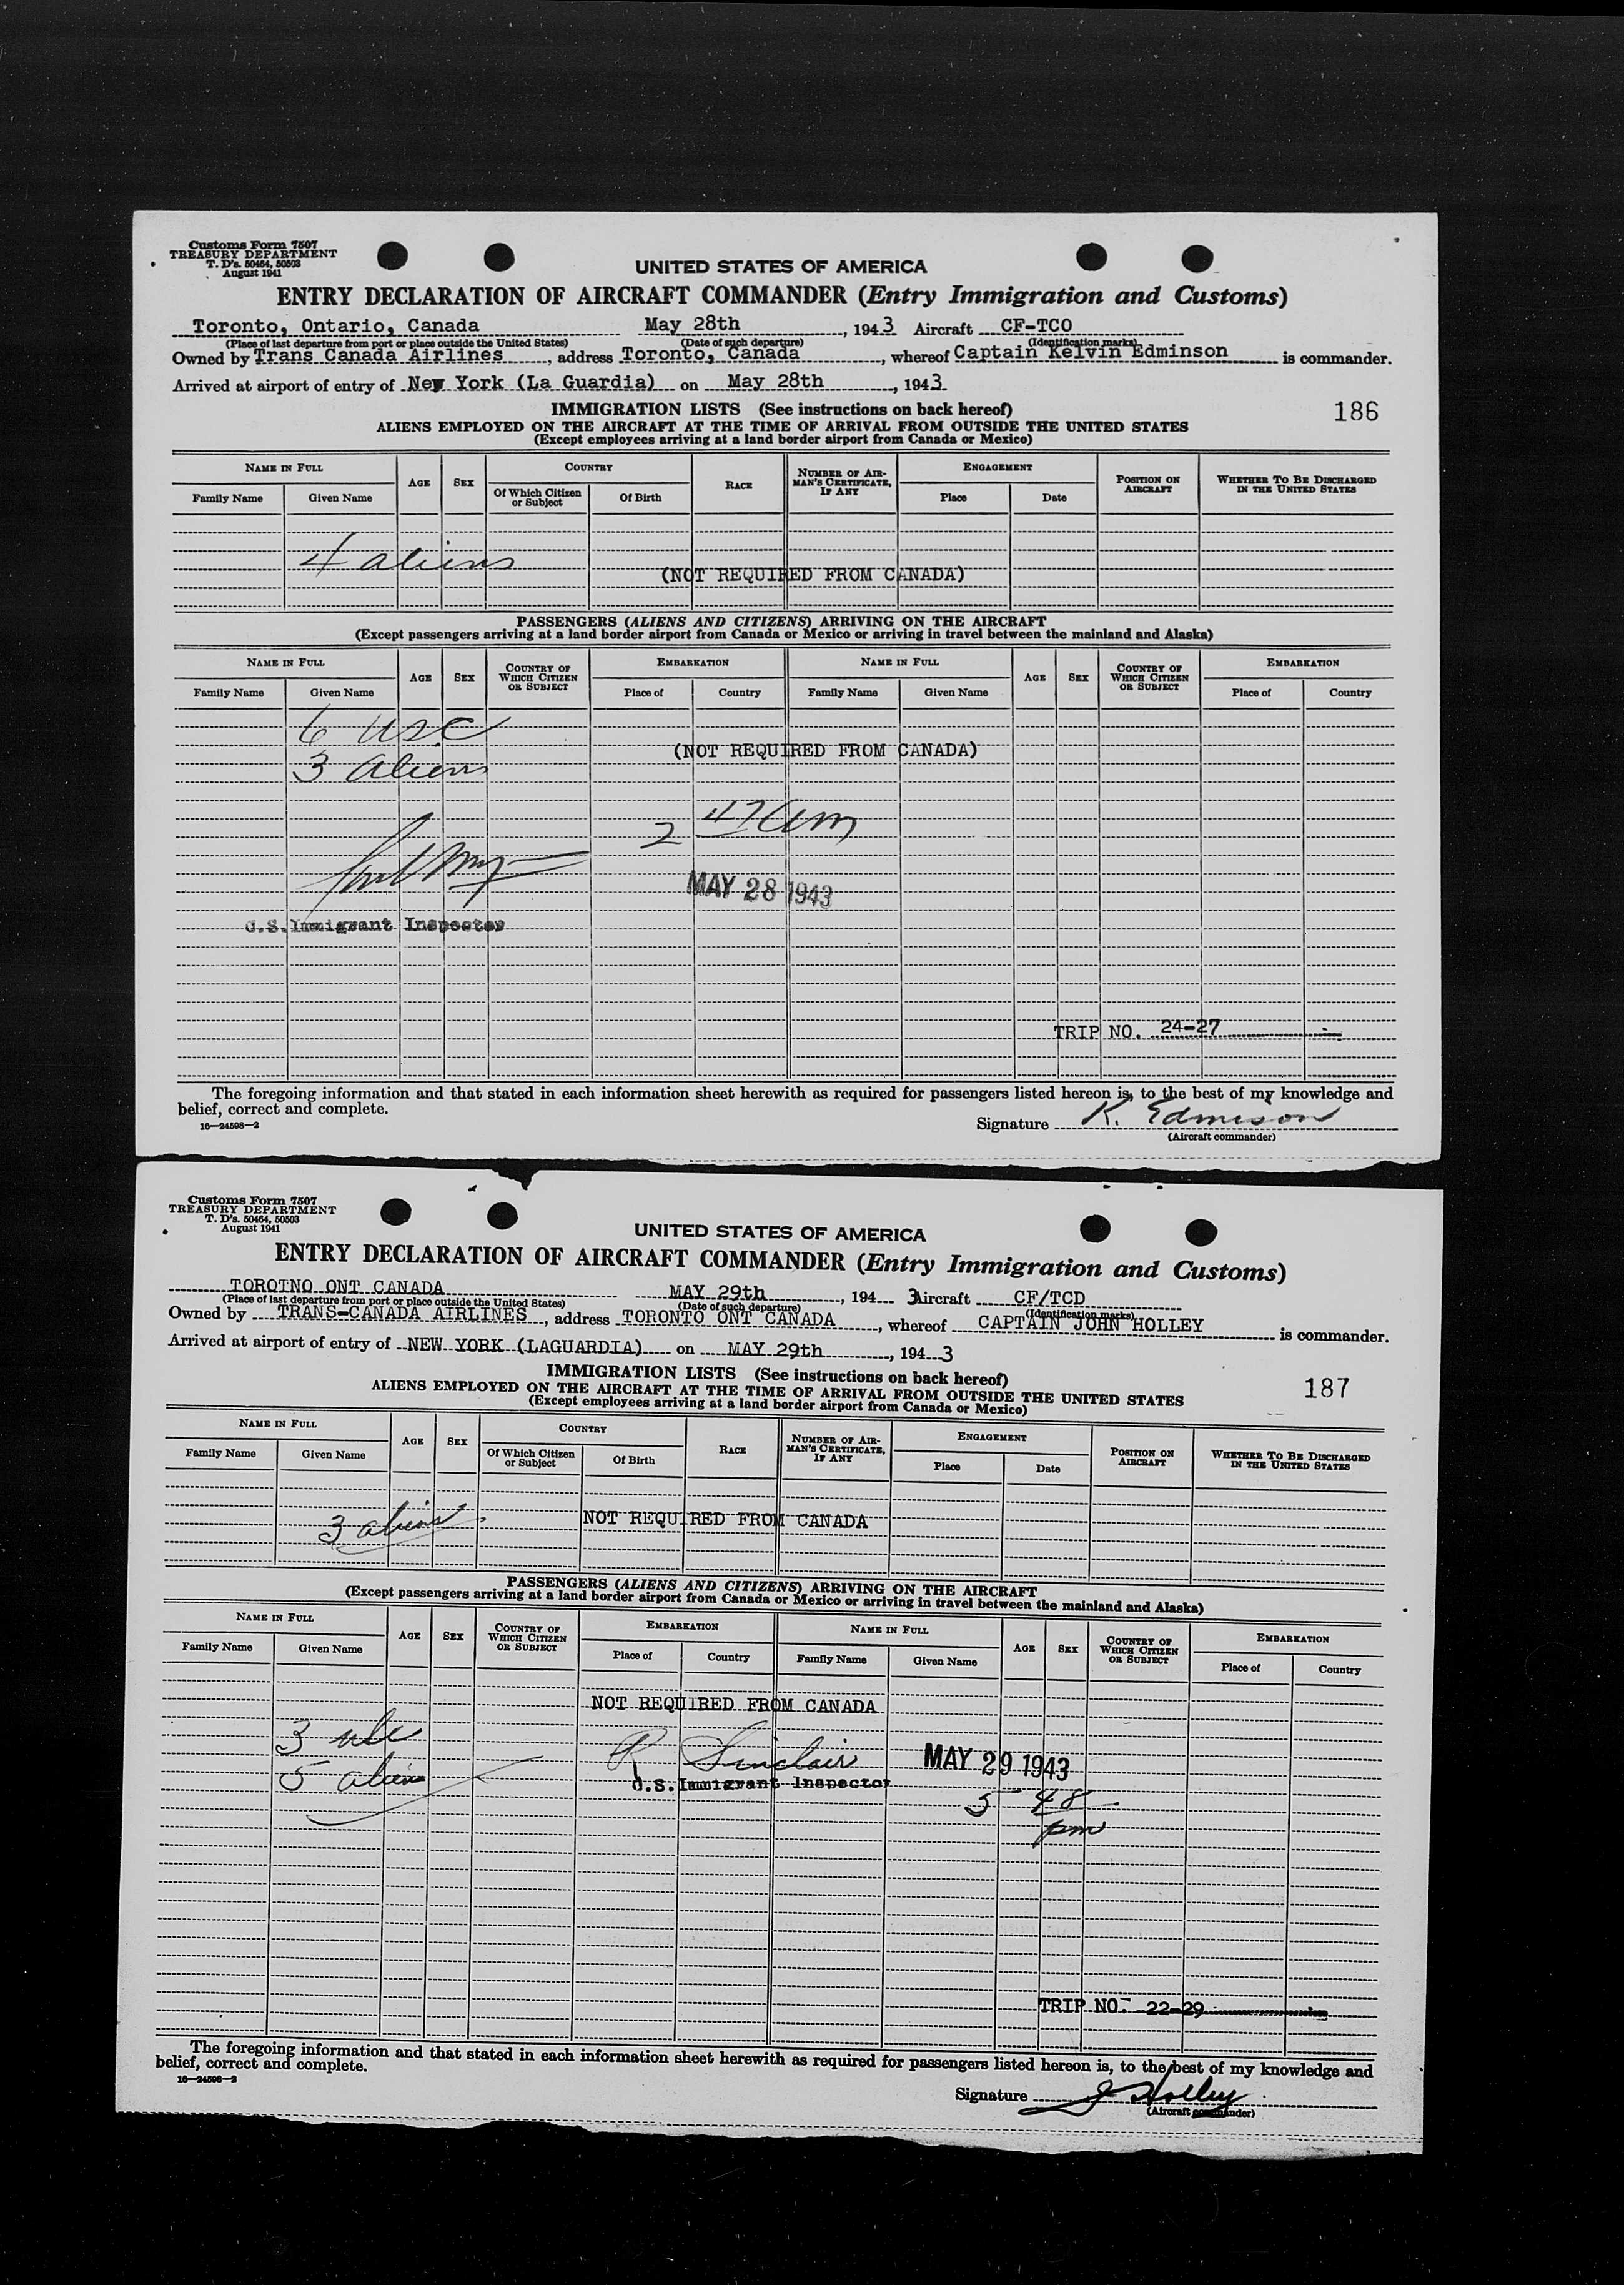 Customs Form 7507
TREASURY DEPARTMENT
T. D's. 50464, 50503
August 1941
UNITED STATES OF AMERICA
ENTRY DECLARATION OF AIRCRAFT COMMANDER (Entry Immigration and Customs)
Toronto, Ontario, Canada May 28th, 1943 Aircraft CF-TCO
(Place of last departure from port or place outside the United States) (Date of such departure) (Identification marks)
Owned by Trans Canada Airlines, address Toronto, Canada, whereof Captain Kelvin Edminson is commander.
Arrived at airport of entry of New York (La Guardia) on May 28th, 1943
IMMIGRATION LISTS (See instructions on back hereof)
186
ALIENS EMPLOYED ON THE AIRCRAFT AT THE TIME OF ARRIVAL FROM OUTSIDE THE UNITED STATES
(Except employees arriving at a land border airport from Canada or Mexico)
NAME IN FULL AGE SEX COUNTRY RACE NUMBER OF AIRMAN'S CERTIFICATE, IF ANY ENGAGEMENT POSITION ON AIRCRAFT WHETHER TO BE DISCHARGED IN THE UNITED STATES
Family Name Given Name Of Which Citizen or Subject Of Birth Place Date
4 aliens
(NOT REQUIRED FROM CANADA)
PASSENGERS (ALIENS AND CITIZENS) ARRIVING ON THE AIRCRAFT
(Except passengers arriving at a land border airport from Canada or Mexico or arriving in travel between the mainland and Alaska)
NAME IN FULL AGE SEX COUNTRY OF WHICH CITIZEN OR SUBJECT EMBARKATION NAME IN FULL AGE SEX COUNTRY OF WHICH CITIZEN OR SUBJECT EMBARKATION
Family Name Given Name Place of Country Family Name Given Name Place of Country
6 USC
(NOT REQUIRED FROM CANADA)
3 aliens
2 47 am
MAY 28 1943
U.S. Immigrant Inspector
TRIP NO. 24-27
The foregoing information and that stated in each information sheet herewith as required for passengers listed hereon is, to the best of my knowledge and
belief, correct and complete.
16—24598—2
Signature K. Edmison
(Aircraft commander)
Customs Form 7507
TREASURY DEPARTMENT
T. D's. 50464, 50503
August 1941
UNITED STATES OF AMERICA
ENTRY DECLARATION OF AIRCRAFT COMMANDER (Entry Immigration and Customs)
TOROTNO ONT CANADA MAY 29th, 194 3 Aircraft CF/TCD
(Place of last departure from port or place outside the United States) (Date of such departure) (Identification marks)
Owned by TRANS-CANADA AIRLINES, address TORONTO ONT CANADA, whereof CAPTAIN JOHN HOLLEY is commander.
Arrived at airport of entry of NEW YORK (LAGUARDIA) on MAY 29th, 194 3
IMMIGRATION LISTS (See instructions on back hereof)
187
ALIENS EMPLOYED ON THE AIRCRAFT AT THE TIME OF ARRIVAL FROM OUTSIDE THE UNITED STATES
(Except employees arriving at a land border airport from Canada or Mexico)
NAME IN FULL AGE SEX COUNTRY RACE NUMBER OF AIRMAN'S CERTIFICATE, IF ANY ENGAGEMENT POSITION ON AIRCRAFT WHETHER TO BE DISCHARGED IN THE UNITED STATES
Family Name Given Name Of Which Citizen or Subject Of Birth Place Date
3 aliens NOT REQUIRED FROM CANADA
PASSENGERS (ALIENS AND CITIZENS) ARRIVING ON THE AIRCRAFT
(Except passengers arriving at a land border airport from Canada or Mexico or arriving in travel between the mainland and Alaska)
NAME IN FULL AGE SEX COUNTRY OF WHICH CITIZEN OR SUBJECT EMBARKATION NAME IN FULL AGE SEX COUNTRY OF WHICH CITIZEN OR SUBJECT EMBARKATION
Family Name Given Name Place of Country Family Name Given Name Place of Country
NOT REQUIRED FROM CANADA
3 usc
R Sinclair MAY 29 1943
5 aliens
U.S. Immigrant Inspector
5 48
pm
TRIP NO. 22-29
The foregoing information and that stated in each information sheet herewith as required for passengers listed hereon is, to the best of my knowledge and
belief, correct and complete.
16—24598—2
Signature J Holley
(Aircraft commander)